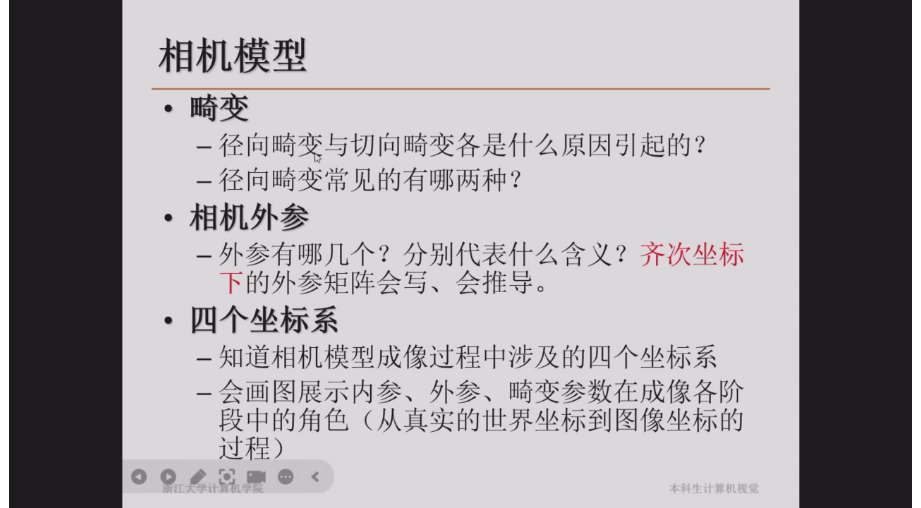 相机模型
• 畸变
– 径向畸变与切向畸变各是什么原因引起的？
– 径向畸变常见的有哪两种？
• 相机外参
– 外参有哪几个？分别代表什么含义？齐次坐标
下的外参矩阵会写、会推导。
• 四个坐标系
– 知道相机模型成像过程中涉及的四个坐标系
– 会画图展示内参、外参、畸变参数在成像各阶
段中的角色（从真实的世界坐标到图像坐标的
过程）
浙江大学计算机学院
本科生计算机视觉